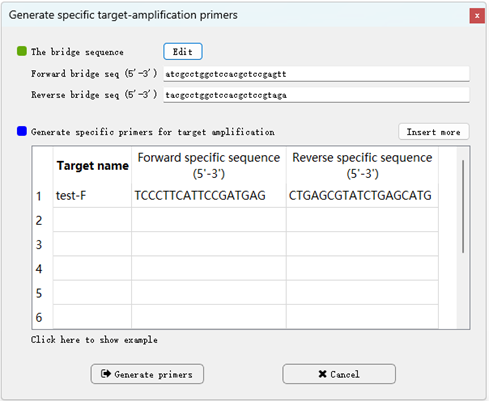 Generate specific target-amplification primers
x
The bridge sequence Edit
Forward bridge seq (5'-3') atcgcctggctccacgctccgagtt
Reverse bridge seq (5'-3') tacgcctggctccacgctccgtaga
Generate specific primers for target amplification Insert more
Target name Forward specific sequence (5'-3') Reverse specific sequence (5'-3')
1 test-F TCCCTTCATTCCGATGAG CTGAGCGTATCTGAGCATG
2
3
4
5
6
Click here to show example
Generate primers Cancel